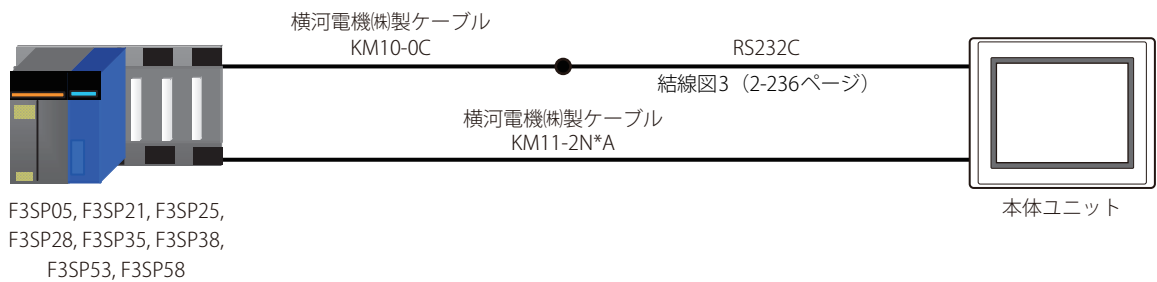 横河電機㈱製ケーブル
KM10-0C
RS232C
結線図3（2-236ページ）
横河電機㈱製ケーブル
KM11-2N*A
F3SP05, F3SP21, F3SP25,
F3SP28, F3SP35, F3SP38,
F3SP53, F3SP58
本体ユニット